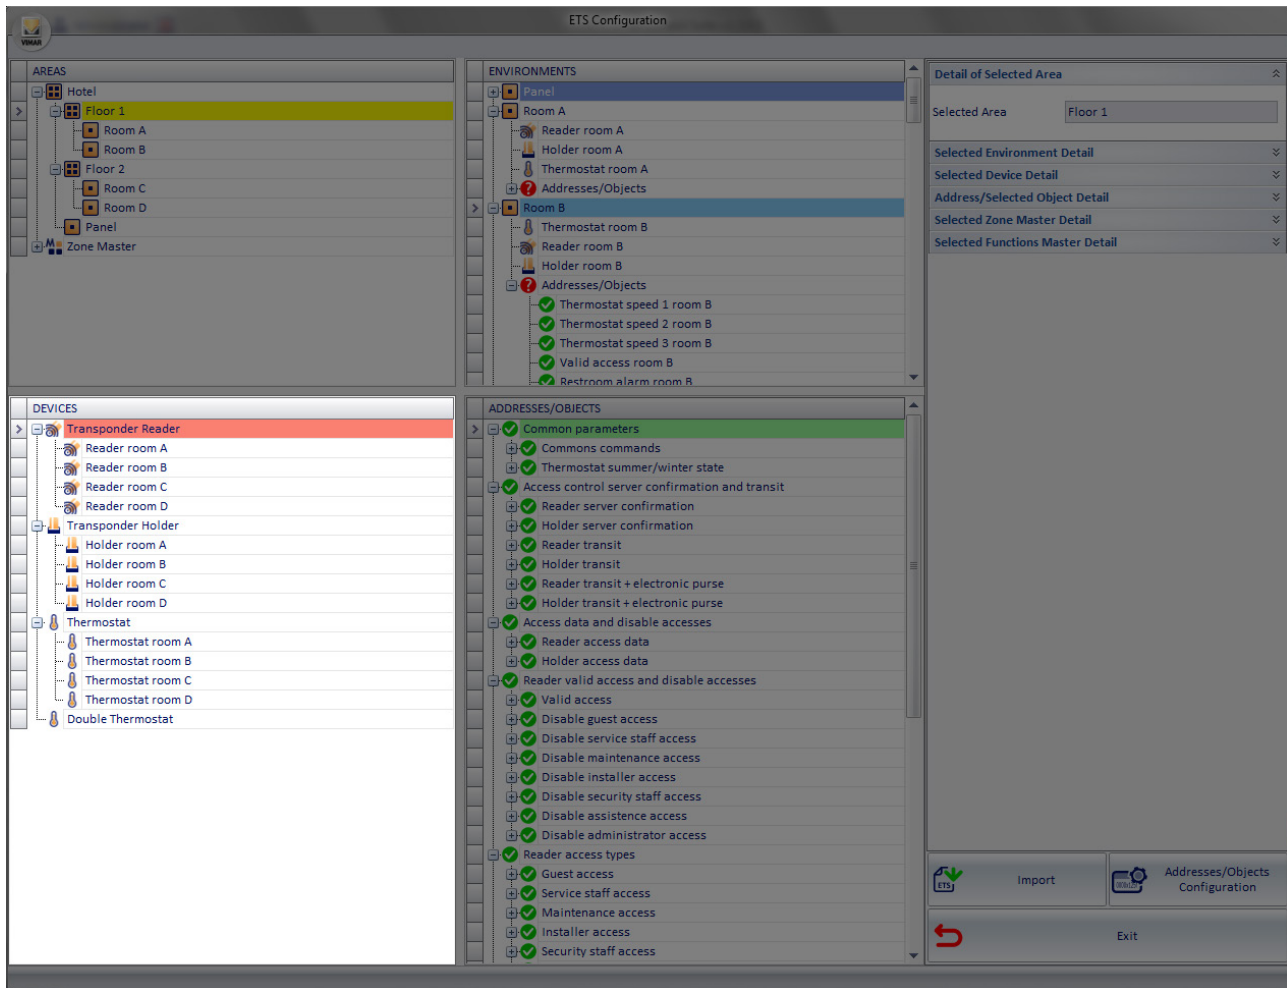 ETS Configuration
VIMAR
AREAS
Hotel
Floor 1
Room A
Room B
Floor 2
Room C
Room D
Panel
Zone Master
ENVIRONMENTS
Panel
Room A
Reader room A
Holder room A
Thermostat room A
Addresses/Objects
Room B
Thermostat room B
Reader room B
Holder room B
Addresses/Objects
Thermostat speed 1 room B
Thermostat speed 2 room B
Thermostat speed 3 room B
Valid access room B
Restroom alarm room B
Detail of Selected Area
Selected Area Floor 1
Selected Environment Detail
Selected Device Detail
Address/Selected Object Detail
Selected Zone Master Detail
Selected Functions Master Detail
DEVICES
Transponder Reader
Reader room A
Reader room B
Reader room C
Reader room D
Transponder Holder
Holder room A
Holder room B
Holder room C
Holder room D
Thermostat
Thermostat room A
Thermostat room B
Thermostat room C
Thermostat room D
Double Thermostat
ADDRESSES/OBJECTS
Common parameters
Commons commands
Thermostat summer/winter state
Access control server confirmation and transit
Reader server confirmation
Holder server confirmation
Reader transit
Holder transit
Reader transit + electronic purse
Holder transit + electronic purse
Access data and disable accesses
Reader access data
Holder access data
Reader valid access and disable accesses
Valid access
Disable guest access
Disable service staff access
Disable maintenance access
Disable installer access
Disable security staff access
Disable assistence access
Disable administrator access
Reader access types
Guest access
Service staff access
Maintenance access
Installer access
Security staff access
ETS
Import
Addresses/Objects
Configuration
Exit